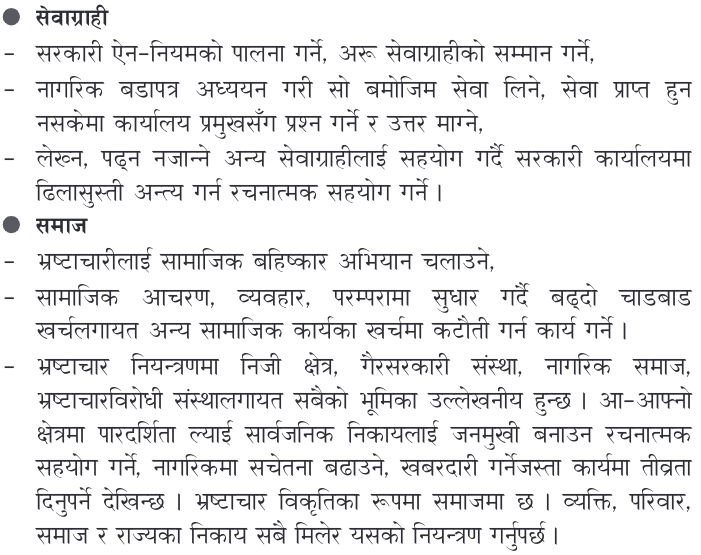 ● सेवाग्राही
– सरकारी ऐन–नियमको पालना गर्ने, अरू सेवाग्राहीको सम्मान गर्ने,
– नागरिक बडापत्र अध्ययन गरी सो बमोजिम सेवा लिने, सेवा प्राप्त हुन
नसकेमा कार्यालय प्रमुखसँग प्रश्न गर्ने र उत्तर माग्ने,
– लेख्न, पढ्न नजान्ने अन्य सेवाग्राहीलाई सहयोग गर्दै सरकारी कार्यालयमा
ढिलासुस्ती अन्त्य गर्न रचनात्मक सहयोग गर्ने ।
● समाज
– भ्रष्टाचारीलाई सामाजिक बहिष्कार अभियान चलाउने,
– सामाजिक आचरण, व्यवहार, परम्परामा सुधार गर्दै बढ्दो चाडबाड
खर्चलगायत अन्य सामाजिक कार्यका खर्चमा कटौती गर्न कार्य गर्ने ।
– भ्रष्टाचार नियन्त्रणमा निजी क्षेत्र, गैरसरकारी संस्था, नागरिक समाज,
भ्रष्टाचारविरोधी संस्थालगायत सबैको भूमिका उल्लेखनीय हुन्छ । आ–आफ्नो
क्षेत्रमा पारदर्शिता ल्याई सार्वजनिक निकायलाई जनमुखी बनाउन रचनात्मक
सहयोग गर्ने, नागरिकमा सचेतना बढाउने, खबरदारी गर्नेजस्ता कार्यमा तीव्रता
दिनुपर्ने देखिन्छ । भ्रष्टाचार विकृतिका रूपमा समाजमा छ । व्यक्ति, परिवार,
समाज र राज्यका निकाय सबै मिलेर यसको नियन्त्रण गर्नुपर्छ ।